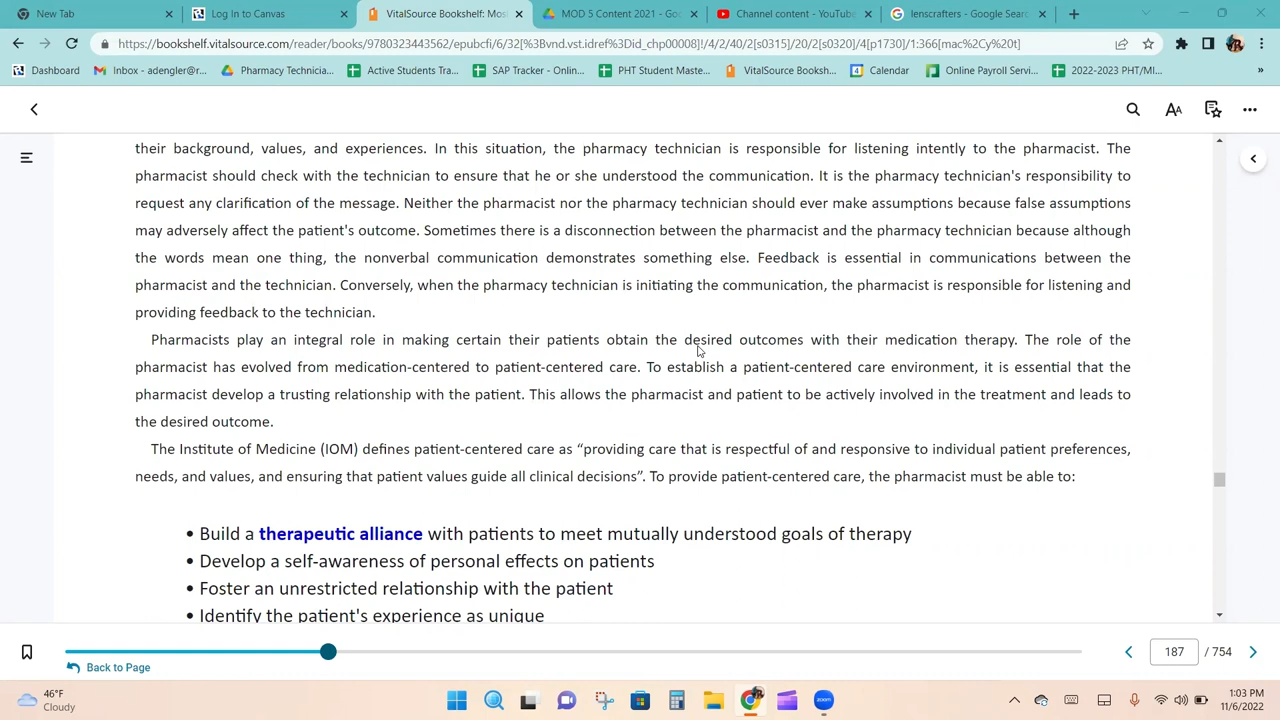 New Tab
Log In to Canvas
VitalSource Bookshelf: Mosl
MOD 5 Content 2021 - Goo
Channel content - YouTube
lenscrafters - Google Searc
https://bookshelf.vitalsource.com/reader/books/9780323443562/epubcfi/6/32[%3Bvnd.vst.idref%3Did_chp00008]!/4/2/40/2[s0315]/20/2[s0320]/4[p1730]/1:366[mac%2Cy%20t]
Dashboard
Inbox - adengler@r...
Pharmacy Technicia...
Active Students Tra...
SAP Tracker - Onlin...
PHT Student Maste...
VitalSource Booksh...
Calendar
Online Payroll Servi...
2022-2023 PHT/MI...
their background, values, and experiences. In this situation, the pharmacy technician is responsible for listening intently to the pharmacist. The
pharmacist should check with the technician to ensure that he or she understood the communication. It is the pharmacy technician's responsibility to
request any clarification of the message. Neither the pharmacist nor the pharmacy technician should ever make assumptions because false assumptions
may adversely affect the patient's outcome. Sometimes there is a disconnection between the pharmacist and the pharmacy technician because although
the words mean one thing, the nonverbal communication demonstrates something else. Feedback is essential in communications between the
pharmacist and the technician. Conversely, when the pharmacy technician is initiating the communication, the pharmacist is responsible for listening and
providing feedback to the technician.
Pharmacists play an integral role in making certain their patients obtain the desired outcomes with their medication therapy. The role of the
pharmacist has evolved from medication-centered to patient-centered care. To establish a patient-centered care environment, it is essential that the
pharmacist develop a trusting relationship with the patient. This allows the pharmacist and patient to be actively involved in the treatment and leads to
the desired outcome.
The Institute of Medicine (IOM) defines patient-centered care as “providing care that is respectful of and responsive to individual patient preferences,
needs, and values, and ensuring that patient values guide all clinical decisions”. To provide patient-centered care, the pharmacist must be able to:
• Build a therapeutic alliance with patients to meet mutually understood goals of therapy
• Develop a self-awareness of personal effects on patients
• Foster an unrestricted relationship with the patient
• Identify the patient's experience as unique
187 / 754
Back to Page
46°F
Cloudy
zoom
1:03 PM
11/6/2022